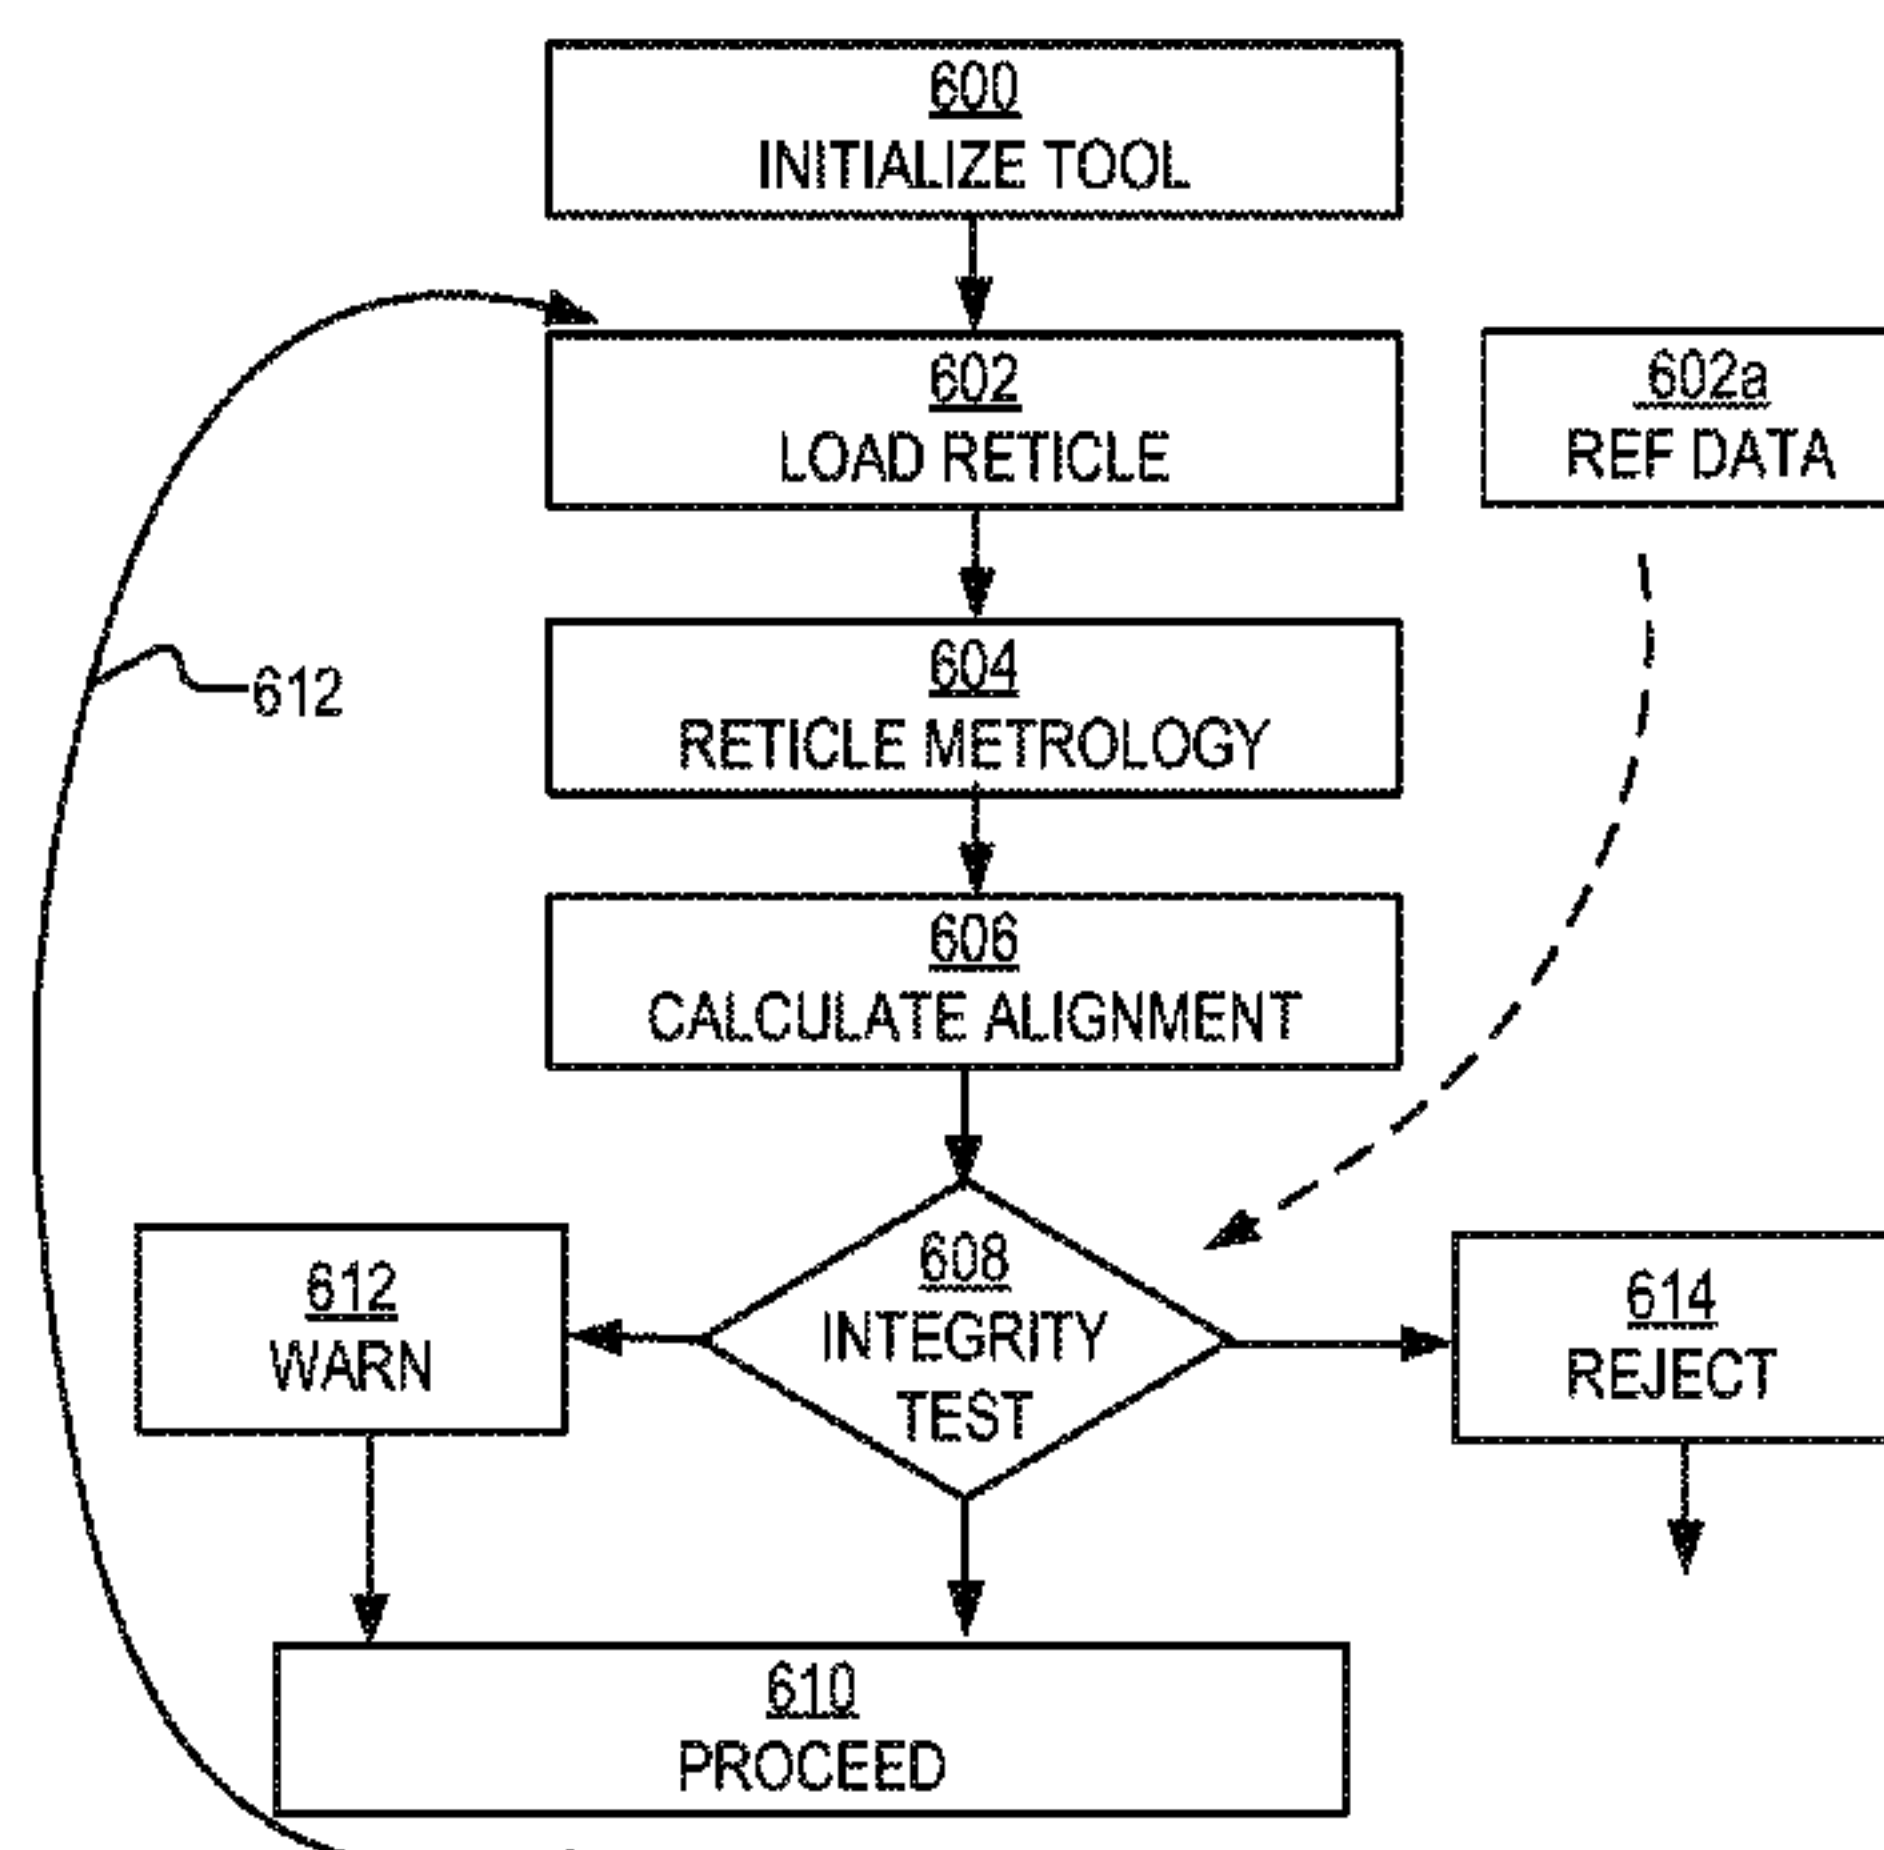 600
INITIALIZE TOOL
602
LOAD RETICLE
602a
REF DATA
604
RETICLE METROLOGY
612
606
CALCULATE ALIGNMENT
608
INTEGRITY
TEST
612
WARN
614
REJECT
610
PROCEED